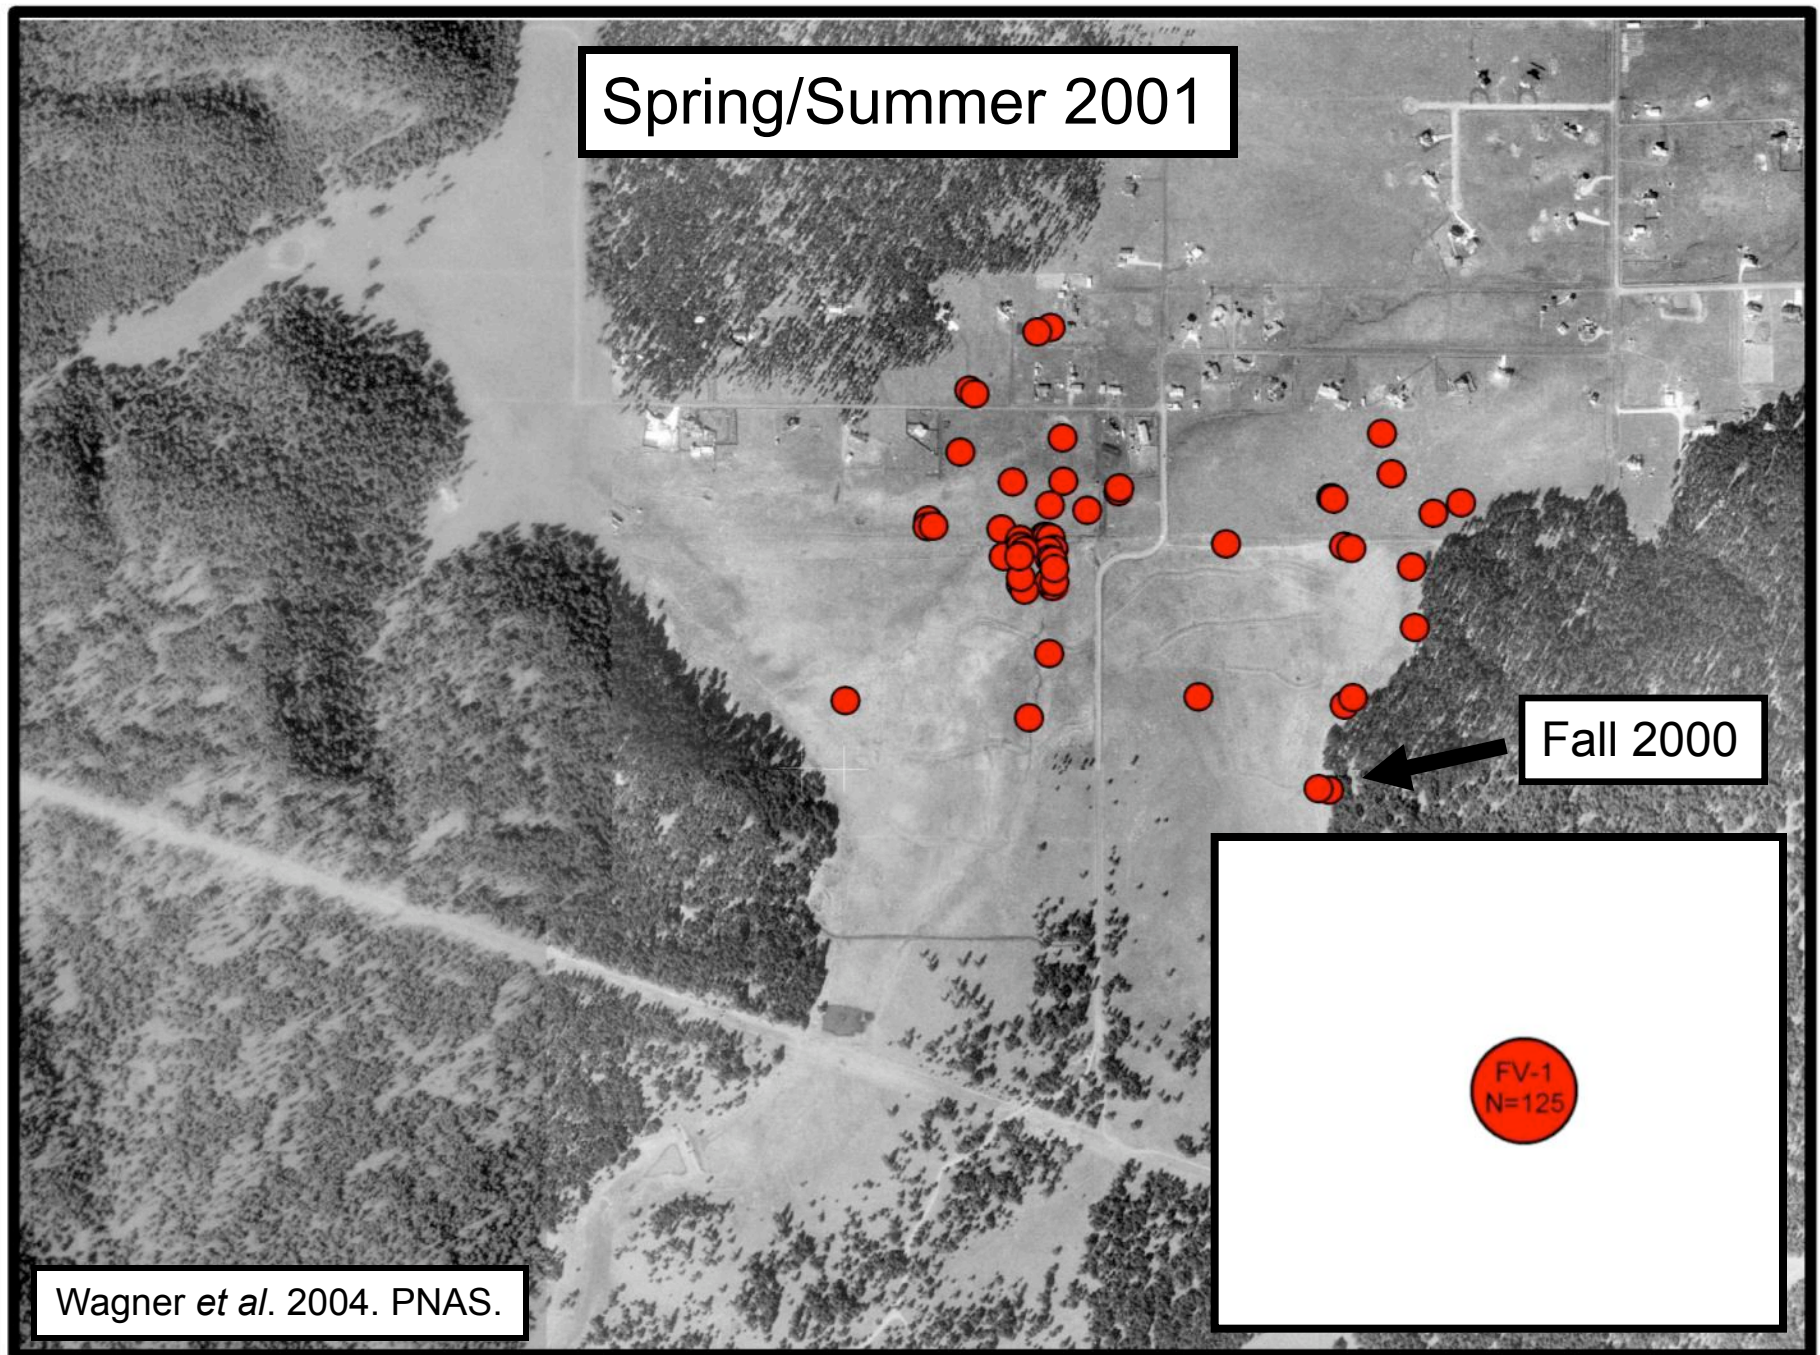 Spring/Summer 2001
Fall 2000
FV-1
N=125
Wagner et al. 2004. PNAS.